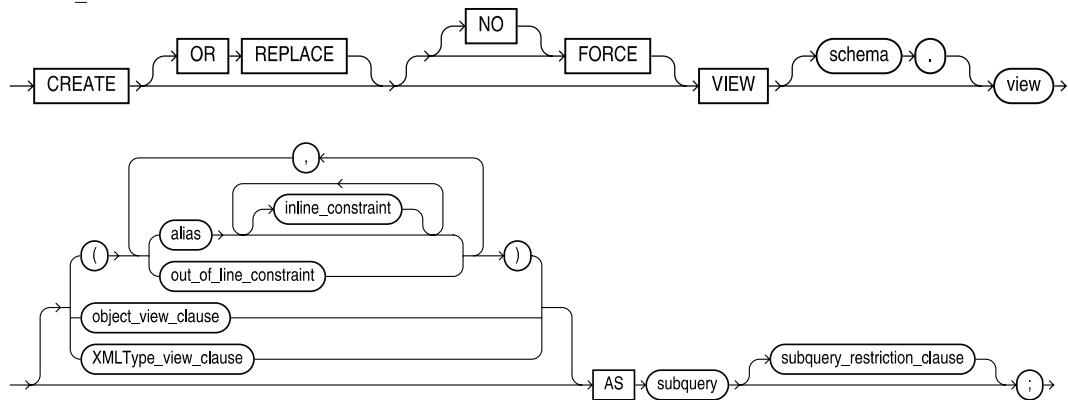 NO
OR REPLACE FORCE schema .
CREATE VIEW view
,
inline_constraint
alias
( )
out_of_line_constraint
object_view_clause
XMLType_view_clause subquery_restriction_clause
AS subquery ;